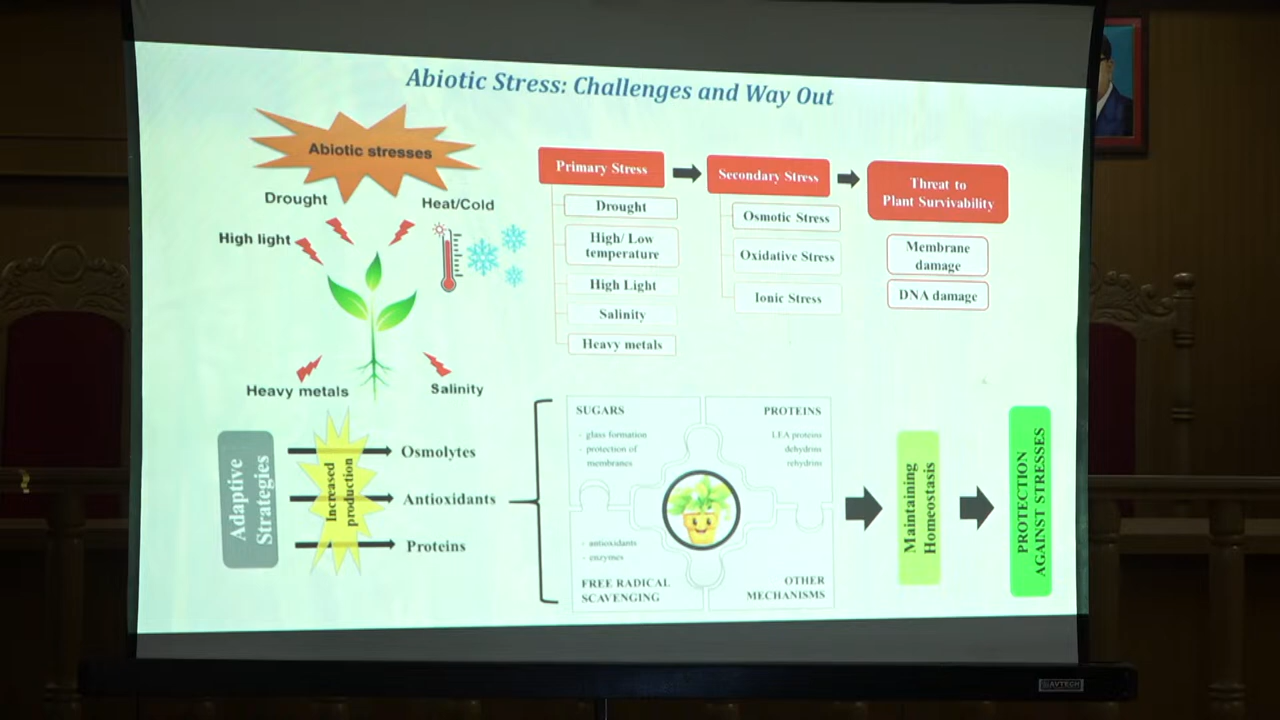 Abiotic Stress: Challenges and Way Out
Abiotic stresses
Drought
Heat/Cold
High light
Heavy metals
Salinity
Primary Stress
Drought
High/ Low
temperature
High Light
Salinity
Heavy metals
Secondary Stress
Osmotic Stress
Oxidative Stress
Ionic Stress
Threat to
Plant Survivability
Membrane
damage
DNA damage
Adaptive
Strategies
Increased
production
Osmolytes
Antioxidants
Proteins
SUGARS
- glass formation
- protection of
membranes
PROTEINS
LEA proteins
dehydrins
rehydrins
- antioxidants
- enzymes
FREE RADICAL
SCAVENGING
OTHER
MECHANISMS
Maintaining
Homeostasis
PROTECTION
AGAINST STRESSES
AVTECH